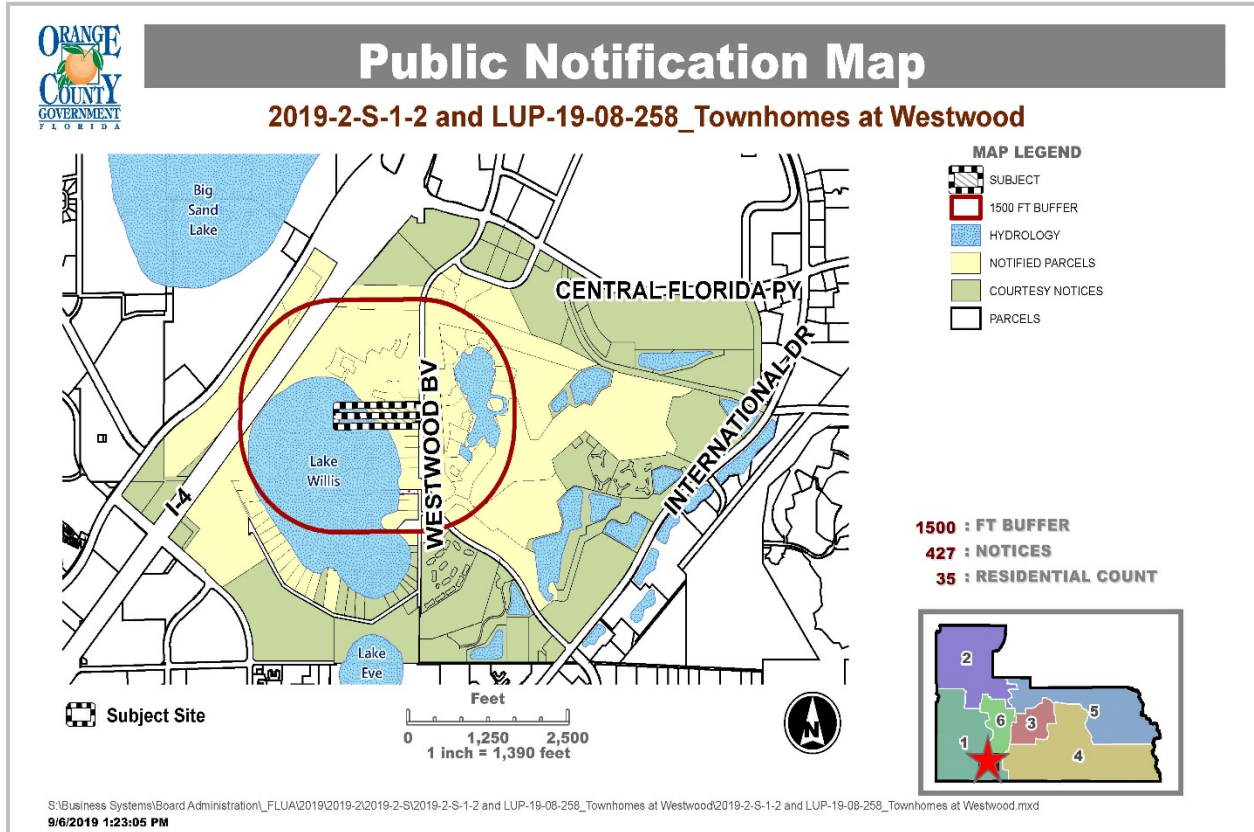 ORANGE
COUNTY
GOVERNMENT
FLORIDA
Public Notification Map
2019-2-S-1-2 and LUP-19-08-258_Townhomes at Westwood
Big
Sand
Lake
CENTRAL FLORIDA PY
INTERNATIONAL DR
WESTWOOD BV
Lake
Willis
I-4
Lake
Eve
MAP LEGEND
SUBJECT
1500 FT BUFFER
HYDROLOGY
NOTIFIED PARCELS
COURTESY NOTICES
PARCELS
1500 : FT BUFFER
427 : NOTICES
35 : RESIDENTIAL COUNT
2
1
6
3
5
4
Subject Site
Feet
0 1,250 2,500
1 inch = 1,390 feet
N
S:\Business Systems\Board Administration\_FLUA\2019\2019-2\2019-2-S\2019-2-S-1-2 and LUP-19-08-258_Townhomes at Westwood\2019-2-S-1-2 and LUP-19-08-258_Townhomes at Westwood.mxd
9/6/2019 1:23:05 PM